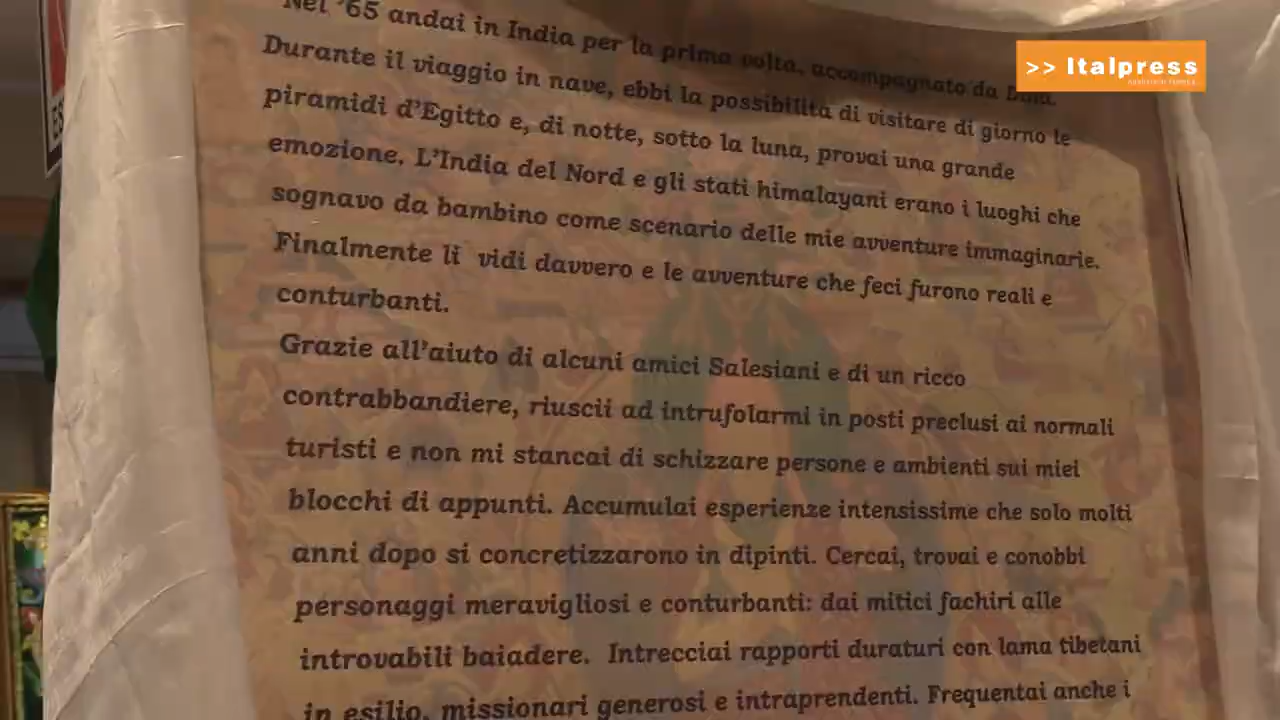 Nel '65 andai in India per la prima volta, accompagnato da
Durante il viaggio in nave, ebbi la possibilità di visitare di giorno le
piramidi d'Egitto e, di notte, sotto la luna, provai una grande
emozione. L'India del Nord e gli stati himalayani erano i luoghi che
sognavo da bambino come scenario delle mie avventure immaginarie.
Finalmente li vidi davvero e le avventure che feci furono reali e
conturbanti.
Grazie all'aiuto di alcuni amici Salesiani e di un ricco
contrabbandiere, riuscii ad intrufolarmi in posti preclusi ai normali
turisti e non mi stancai di schizzare persone e ambienti sui miei
blocchi di appunti. Accumulai esperienze intensissime che solo molti
anni dopo si concretizzarono in dipinti. Cercai, trovai e conobbi
personaggi meravigliosi e conturbanti: dai mitici fachiri alle
introvabili baiadere. Intrecciai rapporti duraturi con lama tibetani
in esilio, missionari generosi e intraprendenti. Frequentai anche i
>> Italpress